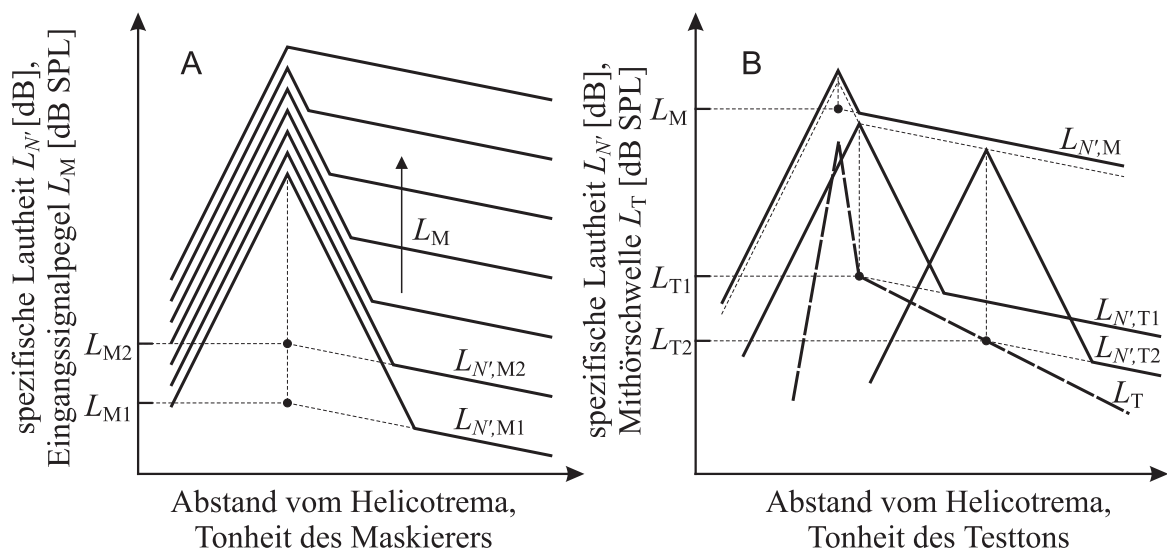 spezifische Lautheit L_N' [dB],
Eingangssignalpegel L_M [dB SPL]
A
L_M
L_M2
L_M1
L_N',M2
L_N',M1
Abstand vom Helicotrema,
Tonheit des Maskierers
spezifische Lautheit L_N' [dB],
Mithörschwelle L_T [dB SPL]
B
L_M
L_T1
L_T2
L_N',M
L_N',T1
L_N',T2
L_T
Abstand vom Helicotrema,
Tonheit des Testtons